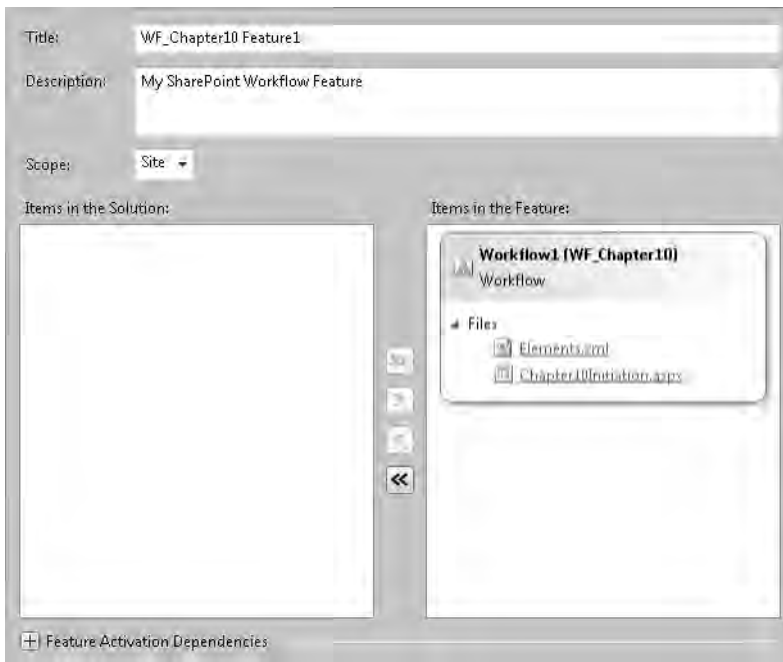 Title: WF_Chapter10 Feature1
Description: My SharePoint Workflow Feature
Scope: Site
Items in the Solution:
Items in the Feature:
Workflow1 (WF_Chapter10)
Workflow
Files
Elements.xml
Chapter10Initiation.aspx
Feature Activation Dependencies